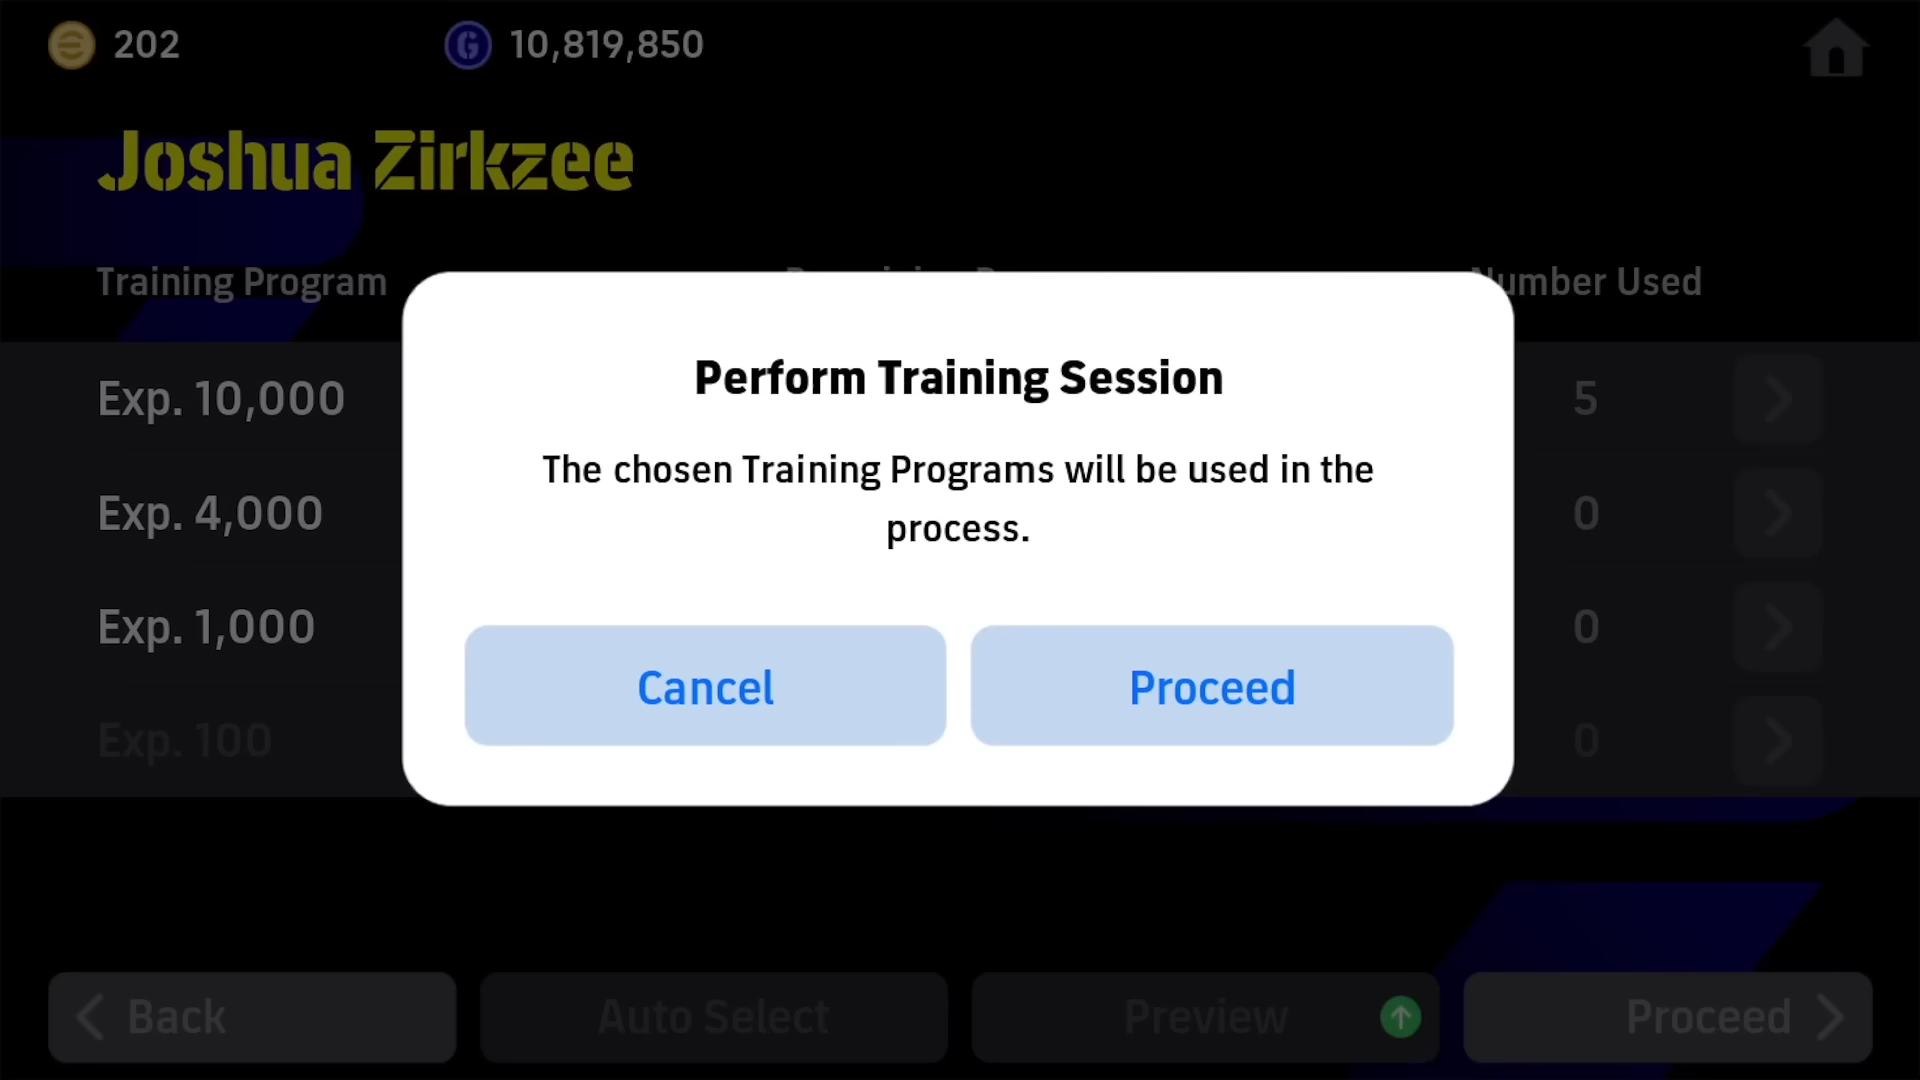 202
10,819,850
Joshua Zirkzee
Training Program
Number Used
Exp. 10,000
5
Exp. 4,000
0
Exp. 1,000
0
Exp. 100
0
Perform Training Session
The chosen Training Programs will be used in the
process.
Cancel
Proceed
Back
Auto Select
Preview
Proceed